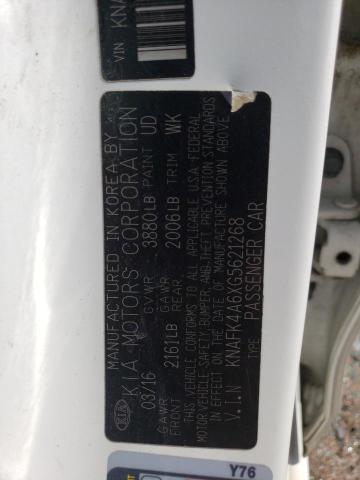 VIN KNA
MANUFACTURED IN KOREA BY
KIA MOTORS CORPORATION
KIA
03/16 GVWR 3880LB PAINT UD
GAWR FRONT 2161LB GAWR REAR 2006LB TRIM WK
THIS VEHICLE CONFORMS TO ALL APPLICABLE U.S.A FEDERAL
MOTOR VEHICLE SAFETY, BUMPER, AND THEFT PREVENTION STANDARDS
IN EFFECT ON THE DATE OF MANUFACTURE SHOWN ABOVE.
V.I.N KNAFK4A6XG5621268
TYPE PASSENGER CAR
Y76